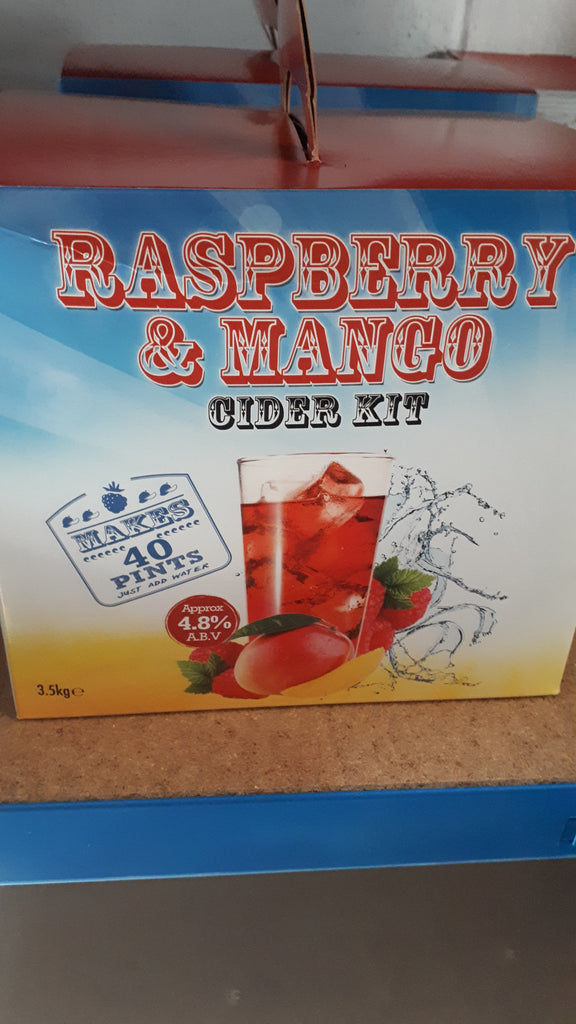 RASPBERRY
& MANGO
CIDER KIT
MAKES
40
PINTS
JUST ADD WATER
Approx
4.8%
A.B.V
3.5kg e